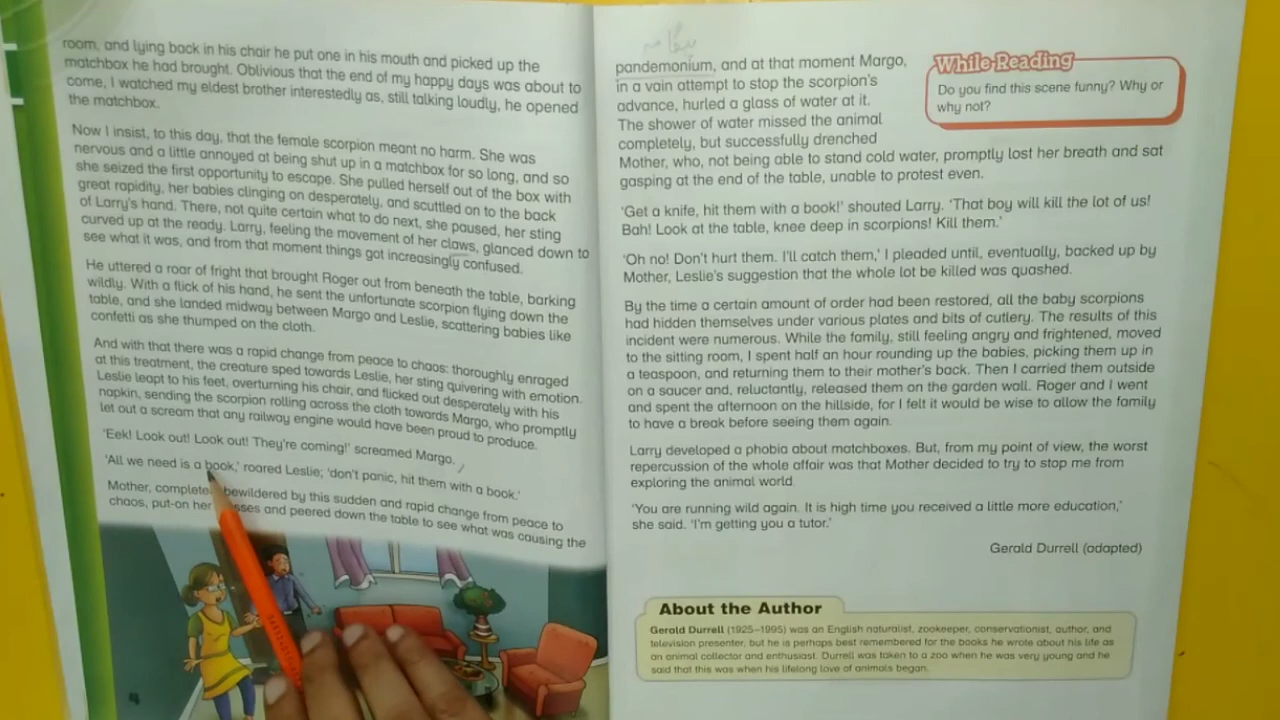 room, and lying back in his chair he put one in his mouth and picked up the
matchbox he had brought. Oblivious that the end of my happy days was about to
come, I watched my eldest brother interestedly as, still talking loudly, he opened
the matchbox.
Now I insist, to this day, that the female scorpion meant no harm. She was
nervous and a little annoyed at being shut up in a matchbox for so long, and so
she seized the first opportunity to escape. She pulled herself out of the box with
great rapidity, her babies clinging on desperately, and scuttled on to the back
of Larry's hand. There, not quite certain what to do next, she paused, her sting
curved up at the ready. Larry, feeling the movement of her claws, glanced down to
see what it was, and from that moment things got increasingly confused.
He uttered a roar of fright that brought Roger out from beneath the table, barking
wildly. With a flick of his hand, he sent the unfortunate scorpion flying down the
table, and she landed midway between Margo and Leslie, scattering babies like
confetti as she thumped on the cloth.
And with that there was a rapid change from peace to chaos: thoroughly enraged
at this treatment, the creature sped towards Leslie, her sting quivering with emotion.
Leslie leapt to his feet, overturning his chair, and flicked out desperately with his
napkin, sending the scorpion rolling across the cloth towards Margo, who promptly
let out a scream that any railway engine would have been proud to produce.
'Eek! Look out! Look out! They're coming!' screamed Margo.
'All we need is a book,' roared Leslie; 'don't panic, hit them with a book.'
Mother, bewildered by this sudden and rapid change from peace to
chaos, put-on her and peered down the table to see what was causing the
پیگامہ
pandemonium, and at that moment Margo,
in a vain attempt to stop the scorpion's
advance, hurled a glass of water at it.
The shower of water missed the animal
completely, but successfully drenched
Mother, who, not being able to stand cold water, promptly lost her breath and sat
gasping at the end of the table, unable to protest even.
While Reading
Do you find this scene funny? Why or
why not?
'Get a knife, hit them with a book!' shouted Larry. 'That boy will kill the lot of us!
Bah! Look at the table, knee deep in scorpions! Kill them.'
'Oh no! Don't hurt them. I'll catch them,' I pleaded until, eventually, backed up by
Mother, Leslie's suggestion that the whole lot be killed was quashed.
By the time a certain amount of order had been restored, all the baby scorpions
had hidden themselves under various plates and bits of cutlery. The results of this
incident were numerous. While the family, still feeling angry and frightened, moved
to the sitting room, I spent half an hour rounding up the babies, picking them up in
a teaspoon, and returning them to their mother's back. Then I carried them outside
on a saucer and, reluctantly, released them on the garden wall. Roger and I went
and spent the afternoon on the hillside, for I felt it would be wise to allow the family
to have a break before seeing them again.
Larry developed a phobia about matchboxes. But, from my point of view, the worst
repercussion of the whole affair was that Mother decided to try to stop me from
exploring the animal world.
'You are running wild again. It is high time you received a little more education,'
she said. 'I'm getting you a tutor.'
Gerald Durrell (adapted)
About the Author
Gerald Durrell (1925–1995) was an English naturalist, zookeeper, conservationist, author, and
television presenter, but he is perhaps best remembered for the books he wrote about his life as
an animal collector and enthusiast. Durrell was taken to a zoo when he was very young and he
said that this was when his lifelong love of animals began.